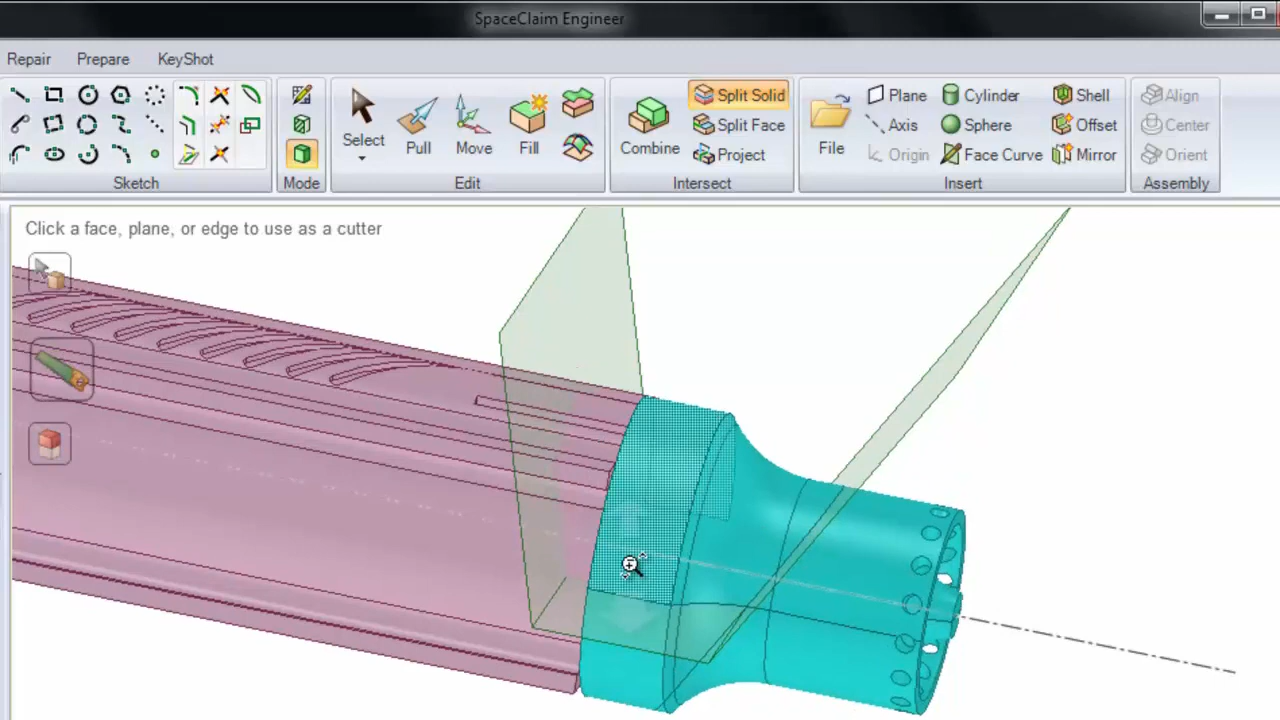 SpaceClaim Engineer
Repair Prepare KeyShot
Select Pull Move Fill Combine Split Solid Split Face Project File Plane Axis Origin Cylinder Sphere Face Curve Shell Offset Mirror Align Center Orient
Sketch Mode Edit Intersect Insert Assembly
Click a face, plane, or edge to use as a cutter